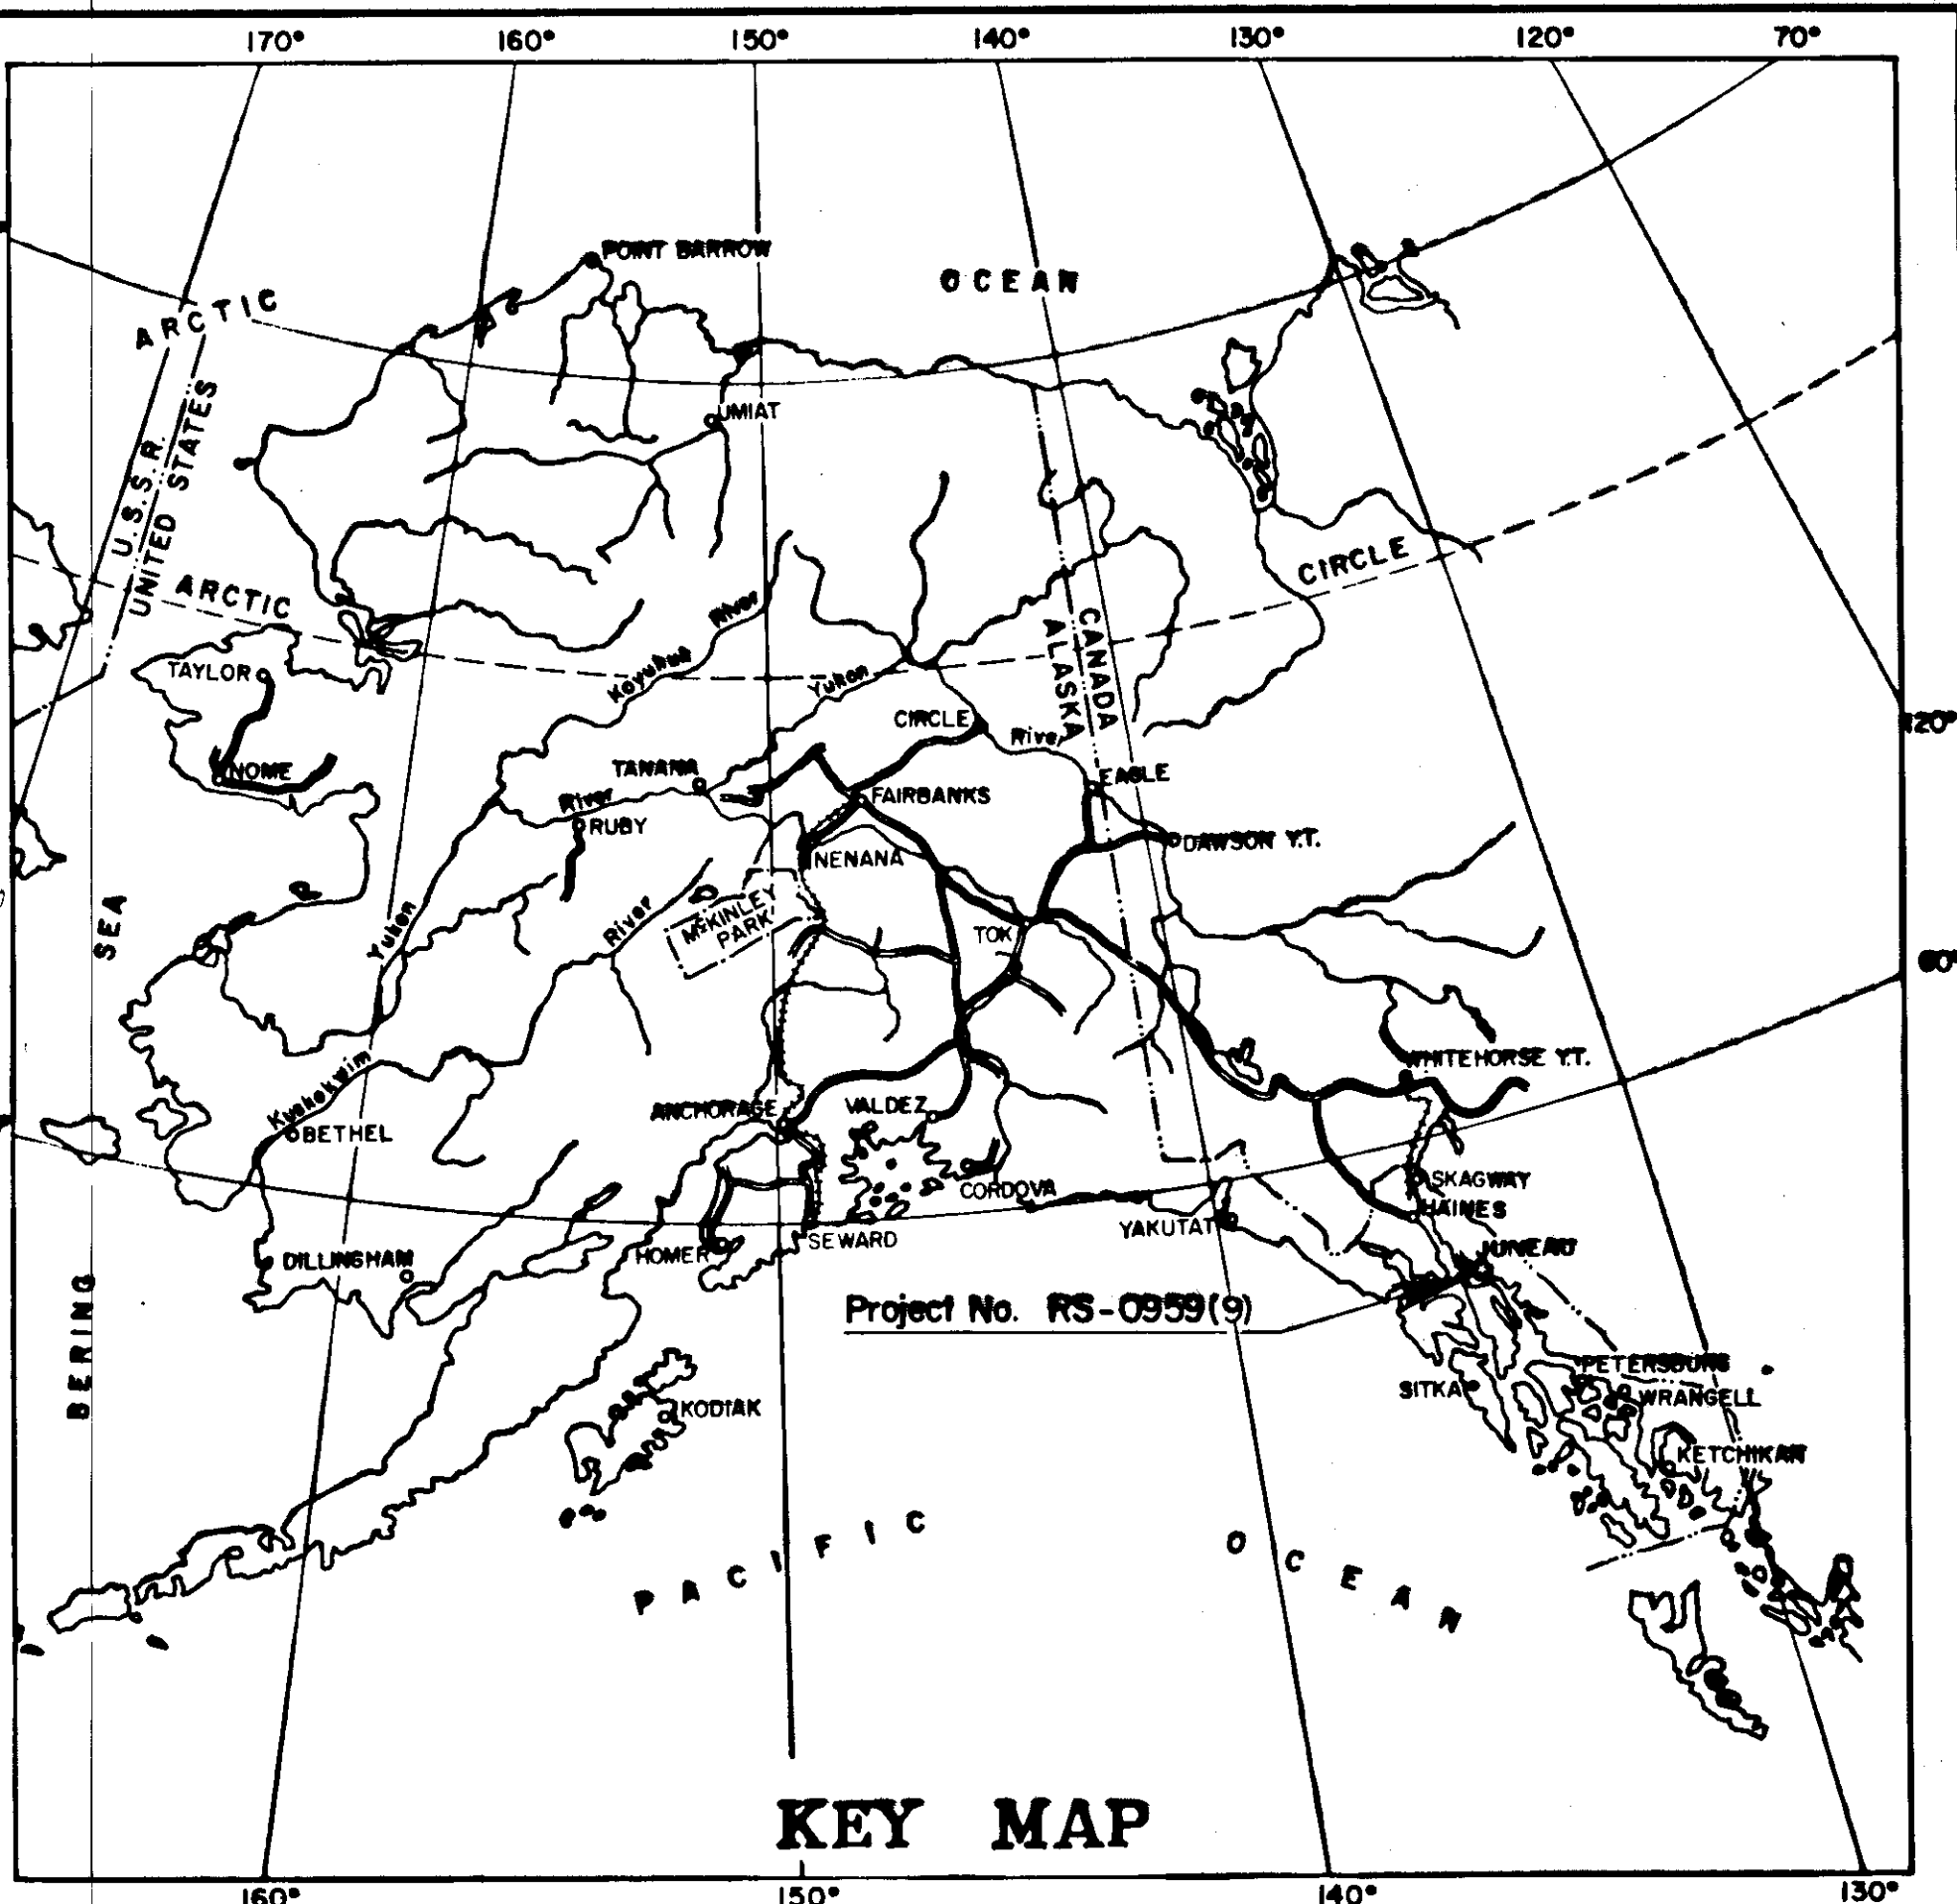 170° 160° 150° 140° 130° 120° 70°
POINT BARROW
OCEAN
ARCTIC
UMIAT
U.S.S.R.
UNITED STATES
ARCTIC
CIRCLE
River
Koyukuk
Yukon
CANADA
ALASKA
TAYLOR
CIRCLE
River
120°
NOME
TANANA
EAGLE
River
FAIRBANKS
RUBY
DAWSON Y.T.
NENANA
McKINLEY
PARK
SEA
Yukon
River
TOK
60°
WHITEHORSE Y.T.
Kuskokwim
ANCHORAGE
VALDEZ
BETHEL
SKAGWAY
CORDOVA
HAINES
YAKUTAT
SEWARD
HOMER
JUNEAU
DILLINGHAM
Project No. RS-0959(9)
BERING
PETERSBURG
SITKA
WRANGELL
KODIAK
KETCHIKAN
PACIFIC OCEAN
KEY MAP
160° 150° 140° 130°